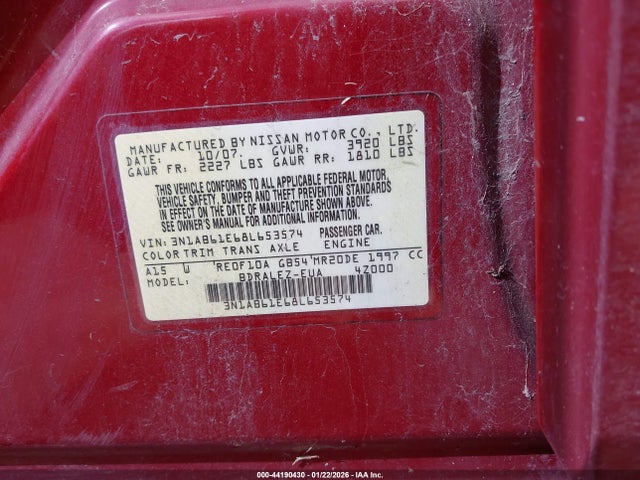 MANUFACTURED BY NISSAN MOTOR CO., LTD.
DATE: 10/07. GVWR: 3920 LBS
GAWR FR: 2227 LBS GAWR RR: 1810 LBS
THIS VEHICLE CONFORMS TO ALL APPLICABLE FEDERAL MOTOR
VEHICLE SAFETY, BUMPER AND THEFT PREVENTION STANDARDS
IN EFFECT ON THE DATE OF MANUFACTURE SHOWN ABOVE.
SEE OWNER'S MANUAL FOR ADDITIONAL INFORMATION.
VIN: 3N1AB61E68L653574 PASSENGER CAR.
COLOR TRIM TRANS AXLE ENGINE
A15 W RE0F10A GB54 MR20DE 1997 CC
MODEL: BDRALEZ-EUA 4Z000
3N1AB61E68L653574
000-44190430 - 01/22/2026 - IAA Inc.